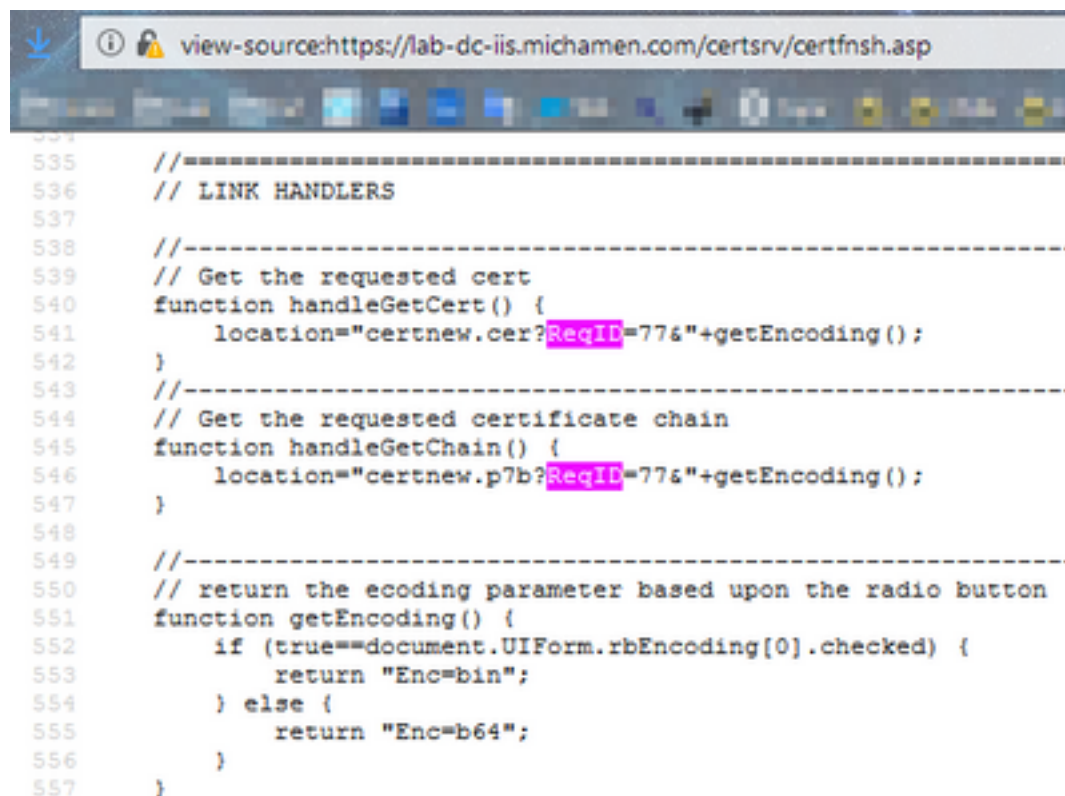 view-source:https://lab-dc-iis.michamen.com/certsrv/certfnsh.asp
534
535 //===========================================================
536 // LINK HANDLERS
537
538 //-----------------------------------------------------------
539 // Get the requested cert
540 function handleGetCert() {
541 location="certnew.cer?ReqID=77&"+getEncoding();
542 }
543 //-----------------------------------------------------------
544 // Get the requested certificate chain
545 function handleGetChain() {
546 location="certnew.p7b?ReqID=77&"+getEncoding();
547 }
548
549 //-----------------------------------------------------------
550 // return the ecoding parameter based upon the radio button
551 function getEncoding() {
552 if (true==document.UIForm.rbEncoding[0].checked) {
553 return "Enc=bin";
554 } else {
555 return "Enc=b64";
556 }
557 }